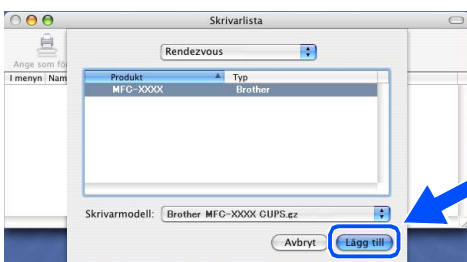 Skrivarlista
Rendezvous
Ange som fö
I menyn Nam
Produkt Typ
MFC-XXXX Brother
Skrivarmodell: Brother MFC-XXXX CUPS.gz
Avbryt Lägg till